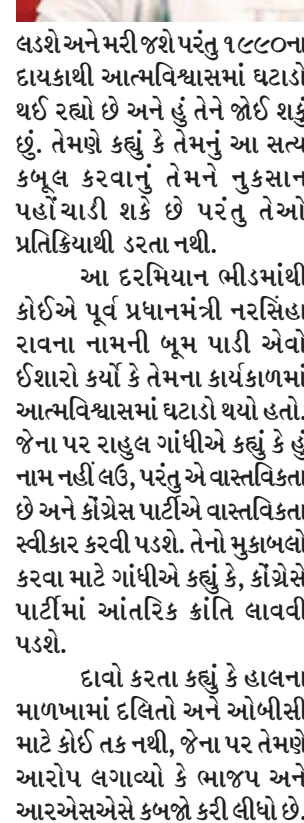 લડશે અને મરી જશે પરંતુ ૧૯૯૦ના
દાયકાથી આત્મવિશ્વાસમાં ઘટાડો
થઈ રહ્યો છે અને હું તેને જોઈ શકું
છું. તેમણે કહ્યું કે તેમનું આ સત્ય
કબૂલ કરવાનું તેમને નુકસાન
પહોંચાડી શકે છે પરંતુ તેઓ
પ્રતિક્રિયાથી ડરતા નથી.
આ દરમિયાન ભીડમાંથી
કોઈએ પૂર્વ પ્રધાનમંત્રી નરસિંહા
રાવના નામની બૂમ પાડી એવો
ઈશારો કર્યો કે તેમના કાર્યકાળમાં
આત્મવિશ્વાસમાં ઘટાડો થયો હતો.
જેના પર રાહુલ ગાંધીએ કહ્યું કે હું
નામ નહીં લઉ, પરંતુ એ વાસ્તવિકતા
છે અને કોંગ્રેસ પાર્ટીએ વાસ્તવિકતા
સ્વીકાર કરવી પડશે. તેનો મુકાબલો
કરવા માટે ગાંધીએ કહ્યું કે, કોંગ્રેસે
પાર્ટીમાં આંતરિક ક્રાંતિ લાવવી
પડશે.
દાવો કરતા કહ્યું કે હાલના
માળખામાં દલિતો અને ઓબીસી
માટે કોઈ તક નથી, જેના પર તેમણે
આરોપ લગાવ્યો કે ભાજપ અને
આરએસએસે કબજો કરી લીધો છે.